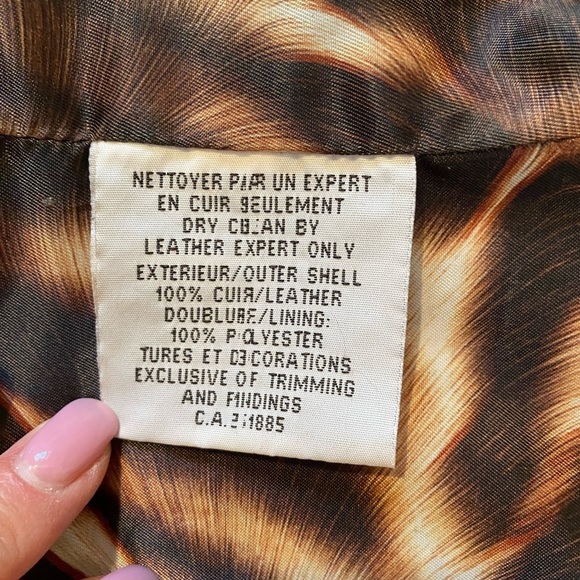 NETTOYER PAR UN EXPERT
EN CUIR SEULEMENT
DRY CLEAN BY
LEATHER EXPERT ONLY
EXTERIEUR/OUTER SHELL
100% CUIR/LEATHER
DOUBLURE/LINING:
100% POLYESTER
TURES ET DECORATIONS
EXCLUSIVE OF TRIMMING
AND FINDINGS
C.A.